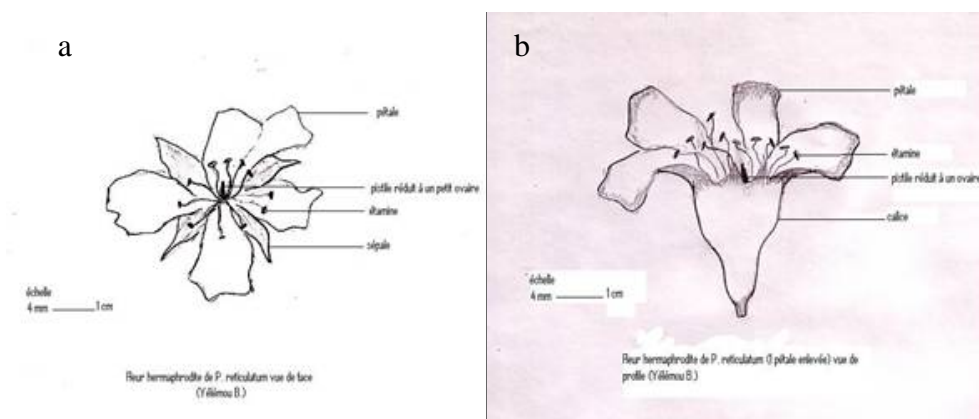 a
pétale
pistile réduit à un petit ovaire
étamine
sépale
échelle
4 mm 1 cm
fleur hermaphrodite de P. reticulatum vue de face
(Yélémou B.)
b
pétale
étamine
pistile réduit à un ovaire
calice
échelle
4 mm 1 cm
fleur hermaphrodite de P. reticulatum (1 pétale enlevée) vue de
profile (Yélémou B.)